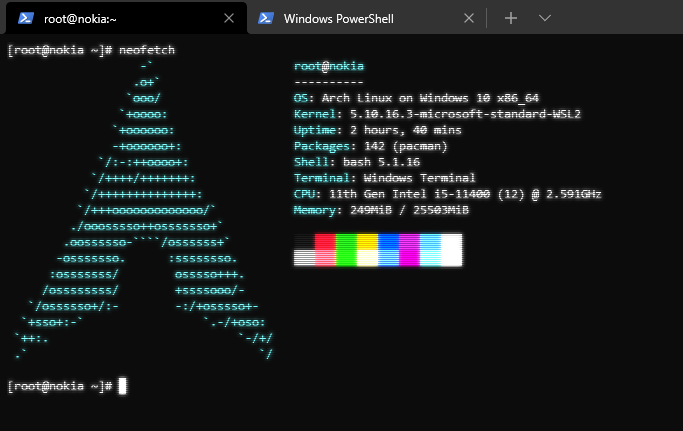 root@nokia:~
Windows PowerShell
[root@nokia ~]# neofetch
                   -`
                  .o+`
                 `ooo/
                `+oooo:
               `+oooooo:
               -+oooooo+:
             `/:-:++oooo+:
            `/++++/+++++++:
           `/++++++++++++++:
          `/+++ooooooooooooo/`
         ./ooosssso++osssssso+`
        .oossssso-````/ossssss+`
       -osssssso.      :ssssssso.
      :osssssss/        osssso+++.
     /ossssssss/        +ssssooo/-
   `/ossssso+/:-        -:/+osssso+-
  `+sso+:-`                 `.-/+oso:
 `++:.                           `-/+/
 .`                                 `/
root@nokia
----------
OS: Arch Linux on Windows 10 x86_64
Kernel: 5.10.16.3-microsoft-standard-WSL2
Uptime: 2 hours, 40 mins
Packages: 142 (pacman)
Shell: bash 5.1.16
Terminal: Windows Terminal
CPU: 11th Gen Intel i5-11400 (12) @ 2.591GHz
Memory: 249MiB / 25503MiB
[root@nokia ~]#